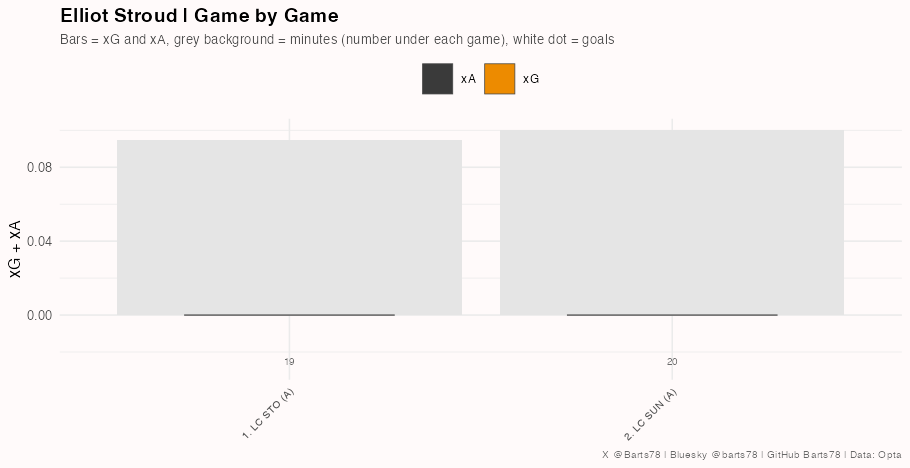 Elliot Stroud | Game by Game
Bars = xG and xA, grey background = minutes (number under each game), white dot = goals
xA xG
xG + xA
0.08
0.04
0.00
19 20
1. LC STO (A) 2. LC SUN (A)
X @Barts78 | Bluesky @barts78 | GitHub Barts78 | Data: Opta